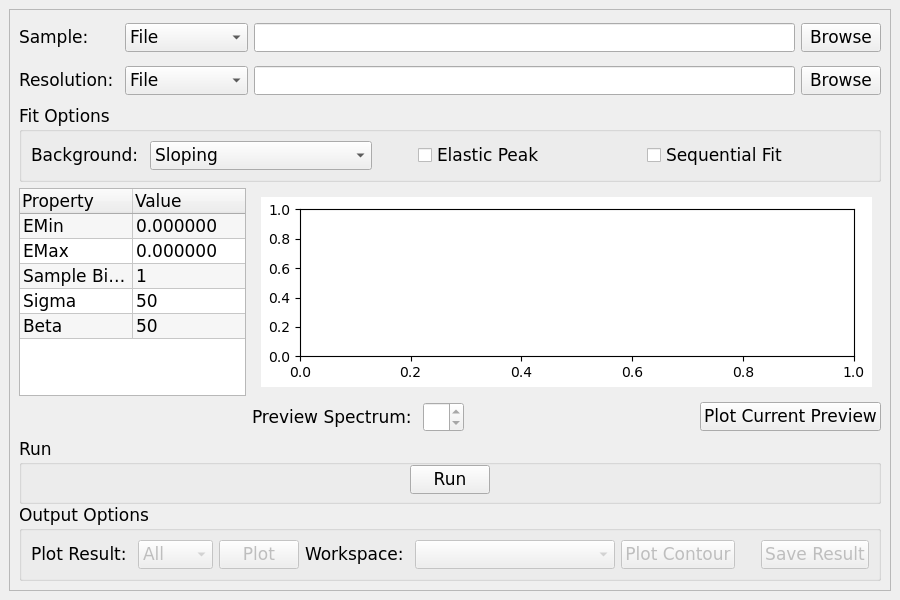 Sample: File Browse
Resolution: File Browse
Fit Options
Background: Sloping Elastic Peak Sequential Fit
Property Value
EMin 0.000000
EMax 0.000000
Sample Bi... 1
Sigma 50
Beta 50
1.0
0.8
0.6
0.4
0.2
0.0
0.0 0.2 0.4 0.6 0.8 1.0
Preview Spectrum: Plot Current Preview
Run
Run
Output Options
Plot Result: All Plot Workspace: Plot Contour Save Result